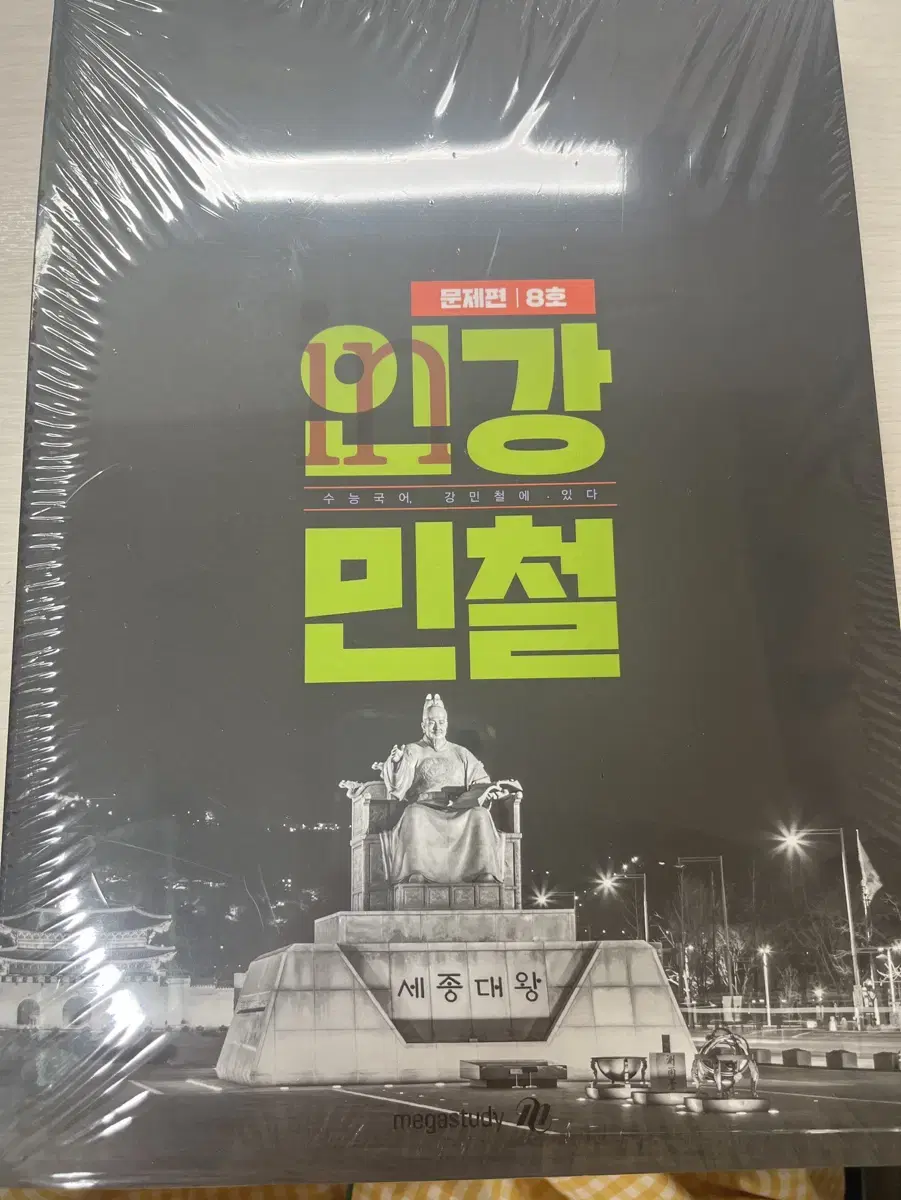 문제편 | 8호
인강
in
수능국어, 강민철에 · 있다
민철
세종대왕
megastudy m